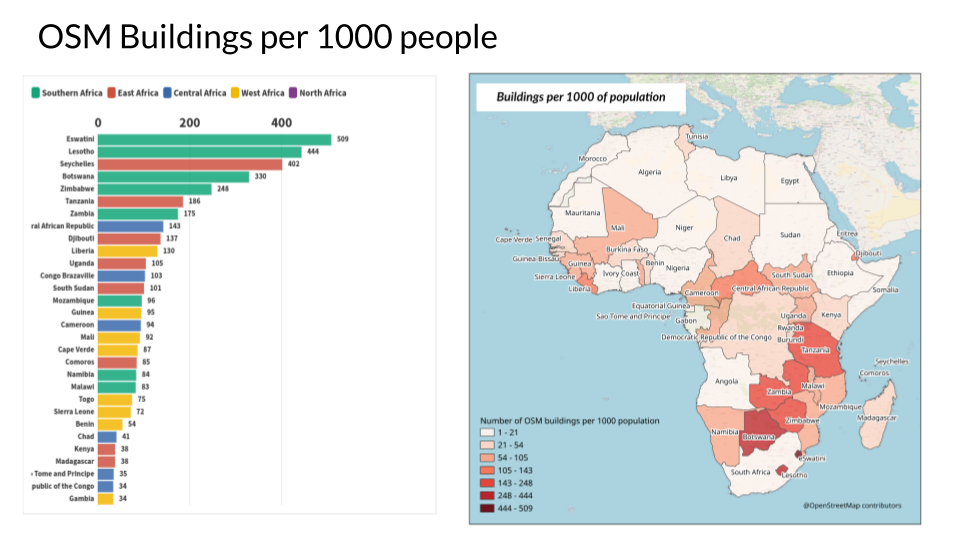 OSM Buildings per 1000 people
Southern Africa East Africa Central Africa West Africa North Africa
0 200 400
Eswatini 509
Lesotho 444
Seychelles 402
Botswana 330
Zimbabwe 248
Tanzania 186
Zambia 175
ral African Republic 143
Djibouti 137
Liberia 130
Uganda 105
Congo Brazaville 103
South Sudan 101
Mozambique 96
Guinea 95
Cameroon 94
Mali 92
Cape Verde 87
Comoros 85
Namibia 84
Malawi 83
Togo 75
Sierra Leone 72
Benin 54
Chad 41
Kenya 38
Madagascar 38
Tome and Principe 35
public of the Congo 34
Gambia 34
Buildings per 1000 of population
Tunisia
Morocco
Algeria
Libya
Egypt
Mauritania
Mali
Niger
Chad
Sudan
Eritrea
Cape Verde
Senegal
Guinea-Bissau
Guinea
Burkina Faso
Benin
Nigeria
Djibouti
Ethiopia
South Sudan
Sierra Leone
Ivory Coast
Liberia
Cameroon
Central African Republic
Somalia
Equatorial Guinea
Sao Tome and Principe
Gabon
Uganda
Kenya
Rwanda
Democratic Republic of the Congo
Burundi
Tanzania
Seychelles
Comoros
Angola
Zambia
Malawi
Mozambique
Madagascar
Zimbabwe
Namibia
Botswana
eSwatini
South Africa
Lesotho
Number of OSM buildings per 1000 population
1 - 21
21 - 54
54 - 105
105 - 143
143 - 248
248 - 444
444 - 509
@OpenStreetMap contributors